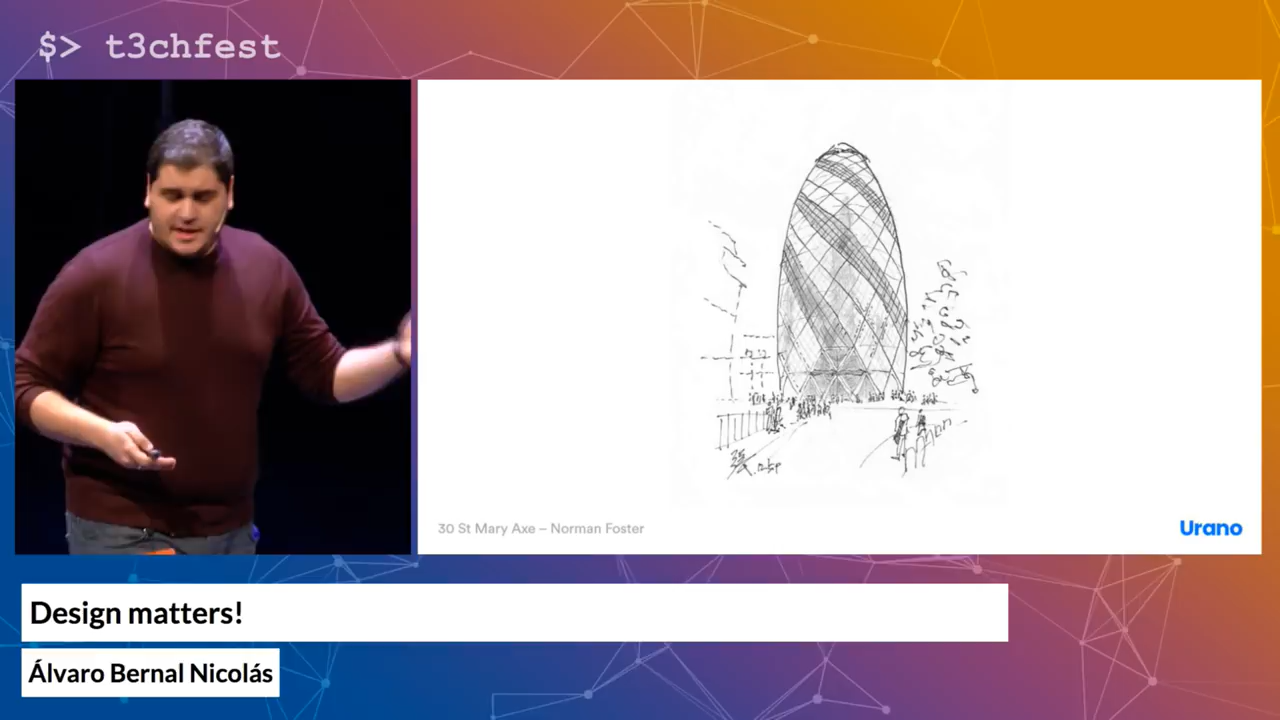 $> t3chfest
30 St Mary Axe – Norman Foster
Urano
Design matters!
Álvaro Bernal Nicolás